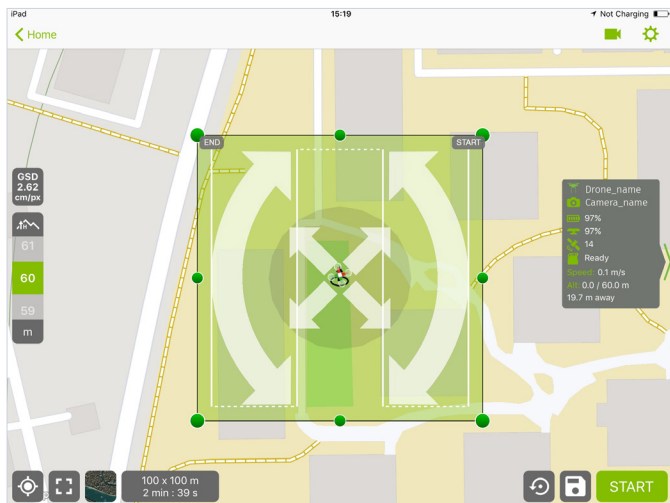 iPad
15:19
Not Charging
Home
END
START
GSD
2.62
cm/px
61
60
59
m
Drone_name
Camera_name
97%
97%
14
Ready
Speed: 0.1 m/s
Alt: 0.0 / 60.0 m
19.7 m away
100 x 100 m
2 min : 39 s
START